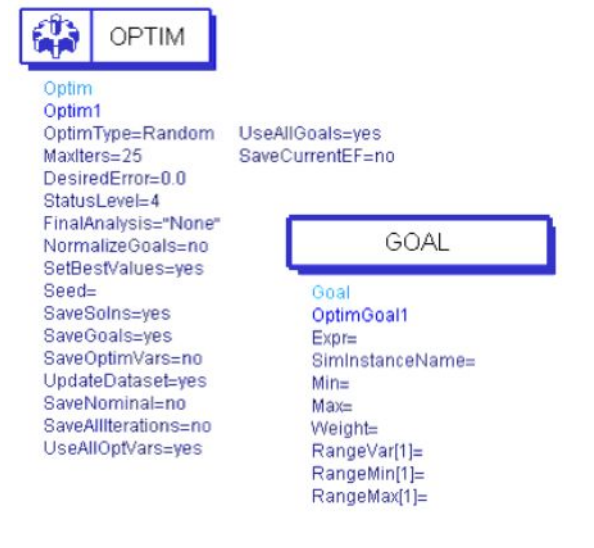 OPTIM
Optim
Optim1
OptimType=Random
MaxIters=25
DesiredError=0.0
StatusLevel=4
FinalAnalysis="None"
NormalizeGoals=no
SetBestValues=yes
Seed=
SaveSolns=yes
SaveGoals=yes
SaveOptimVars=no
UpdateDataset=yes
SaveNominal=no
SaveAllIterations=no
UseAllOptVars=yes
UseAllGoals=yes
SaveCurrentEF=no
GOAL
Goal
OptimGoal1
Expr=
SimInstanceName=
Min=
Max=
Weight=
RangeVar[1]=
RangeMin[1]=
RangeMax[1]=